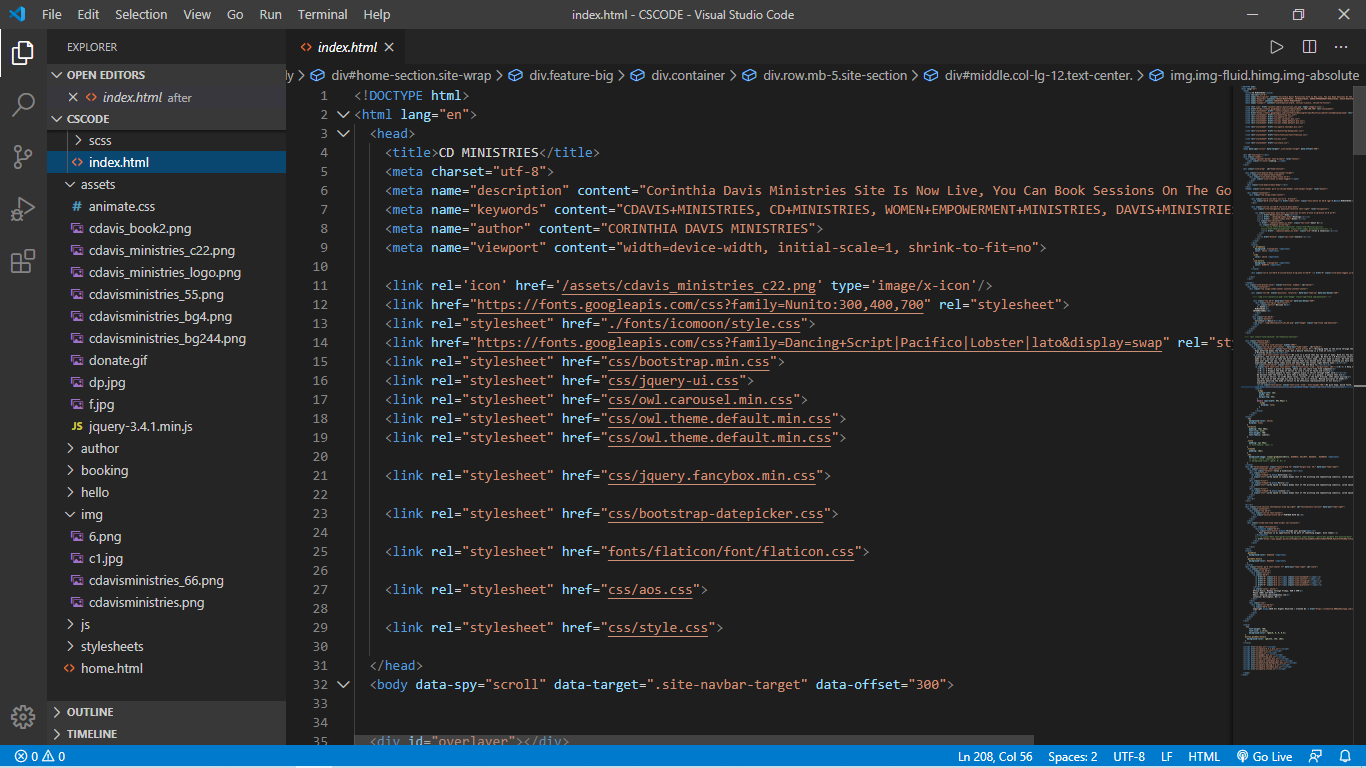 File Edit Selection View Go Run Terminal Help index.html - CSCODE - Visual Studio Code
EXPLORER
OPEN EDITORS
index.html after
CSCODE
scss
index.html
assets
animate.css
cdavis_book2.png
cdavis_ministries_c22.png
cdavis_ministries_logo.png
cdavisministries_55.png
cdavisministries_bg4.png
cdavisministries_bg244.png
donate.gif
dp.jpg
f.jpg
JS jquery-3.4.1.min.js
author
booking
hello
img
6.png
c1.jpg
cdavisministries_66.png
cdavisministries.png
js
stylesheets
home.html
OUTLINE
TIMELINE
index.html
div#home-section.site-wrap > div.feature-big > div.container > div.row.mb-5.site-section > div#middle.col-lg-12.text-center. > img.img-fluid.himg.img-absolute
1 <!DOCTYPE html>
2 <html lang="en">
3 <head>
4 <title>CD MINISTRIES</title>
5 <meta charset="utf-8">
6 <meta name="description" content="Corinthia Davis Ministries Site Is Now Live, You Can Book Sessions On The Go
7 <meta name="keywords" content="CDAVIS+MINISTRIES, CD+MINISTRIES, WOMEN+EMPOWERMENT+MINISTRIES, DAVIS+MINISTRIE
8 <meta name="author" content="CORINTHIA DAVIS MINISTRIES">
9 <meta name="viewport" content="width=device-width, initial-scale=1, shrink-to-fit=no">
10
11 <link rel='icon' href='/assets/cdavis_ministries_c22.png' type='image/x-icon'/>
12 <link href="https://fonts.googleapis.com/css?family=Nunito:300,400,700" rel="stylesheet">
13 <link rel="stylesheet" href="./fonts/icomoon/style.css">
14 <link href="https://fonts.googleapis.com/css?family=Dancing+Script|Pacifico|Lobster|lato&display=swap" rel="st
15 <link rel="stylesheet" href="css/bootstrap.min.css">
16 <link rel="stylesheet" href="css/jquery-ui.css">
17 <link rel="stylesheet" href="css/owl.carousel.min.css">
18 <link rel="stylesheet" href="css/owl.theme.default.min.css">
19 <link rel="stylesheet" href="css/owl.theme.default.min.css">
20
21 <link rel="stylesheet" href="css/jquery.fancybox.min.css">
22
23 <link rel="stylesheet" href="css/bootstrap-datepicker.css">
24
25 <link rel="stylesheet" href="fonts/flaticon/font/flaticon.css">
26
27 <link rel="stylesheet" href="css/aos.css">
28
29 <link rel="stylesheet" href="css/style.css">
30
31 </head>
32 <body data-spy="scroll" data-target=".site-navbar-target" data-offset="300">
33
34
35 <div id="overlayer"></div>
0 0 Ln 208, Col 56 Spaces: 2 UTF-8 LF HTML Go Live